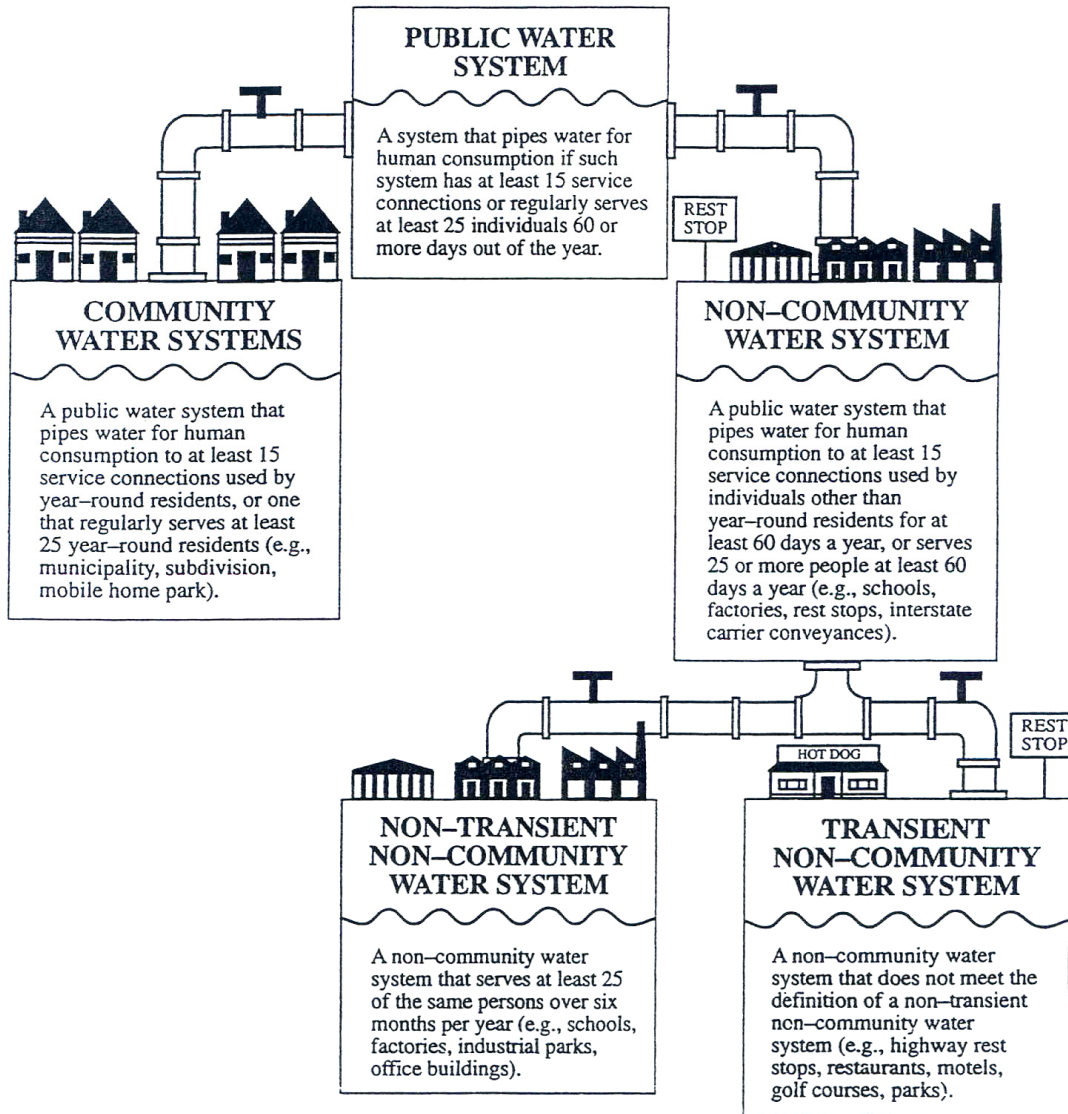 PUBLIC WATER
SYSTEM
A system that pipes water for
human consumption if such
system has at least 15 service
connections or regularly serves
at least 25 individuals 60 or
more days out of the year.
COMMUNITY
WATER SYSTEMS
A public water system that
pipes water for human
consumption to at least 15
service connections used by
year–round residents, or one
that regularly serves at least
25 year–round residents (e.g.,
municipality, subdivision,
mobile home park).
REST
STOP
NON–COMMUNITY
WATER SYSTEM
A public water system that
pipes water for human
consumption to at least 15
service connections used by
individuals other than
year–round residents for at
least 60 days a year, or serves
25 or more people at least 60
days a year (e.g., schools,
factories, rest stops, interstate
carrier conveyances).
NON–TRANSIENT
NON–COMMUNITY
WATER SYSTEM
A non–community water
system that serves at least 25
of the same persons over six
months per year (e.g., schools,
factories, industrial parks,
office buildings).
HOT DOG
REST
STOP
TRANSIENT
NON–COMMUNITY
WATER SYSTEM
A non–community water
system that does not meet the
definition of a non–transient
non–community water
system (e.g., highway rest
stops, restaurants, motels,
golf courses, parks).